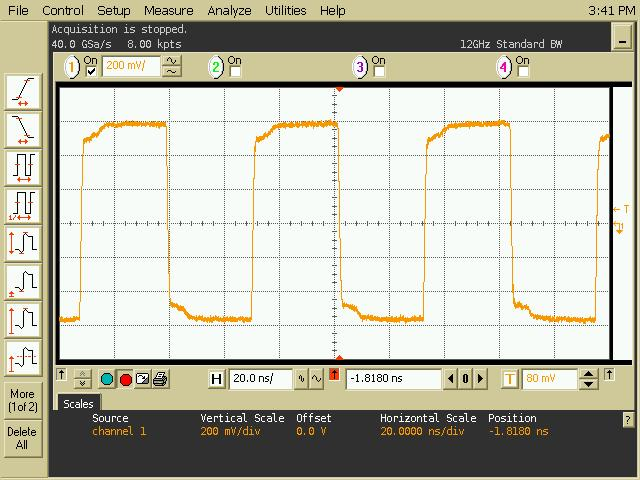 File Control Setup Measure Analyze Utilities Help 3:41 PM
Acquisition is stopped.
40.0 GSa/s 8.00 kpts 12GHz Standard BW
1 On 200 mV/ 2 On 3 On 4 On
T
More
(1of 2)
Delete
All
H 20.0 ns/ -1.8180 ns 0 T 80 mV
Scales
Source Vertical Scale Offset Horizontal Scale Position ?
channel 1 200 mV/div 0.0 V 20.0000 ns/div -1.8180 ns